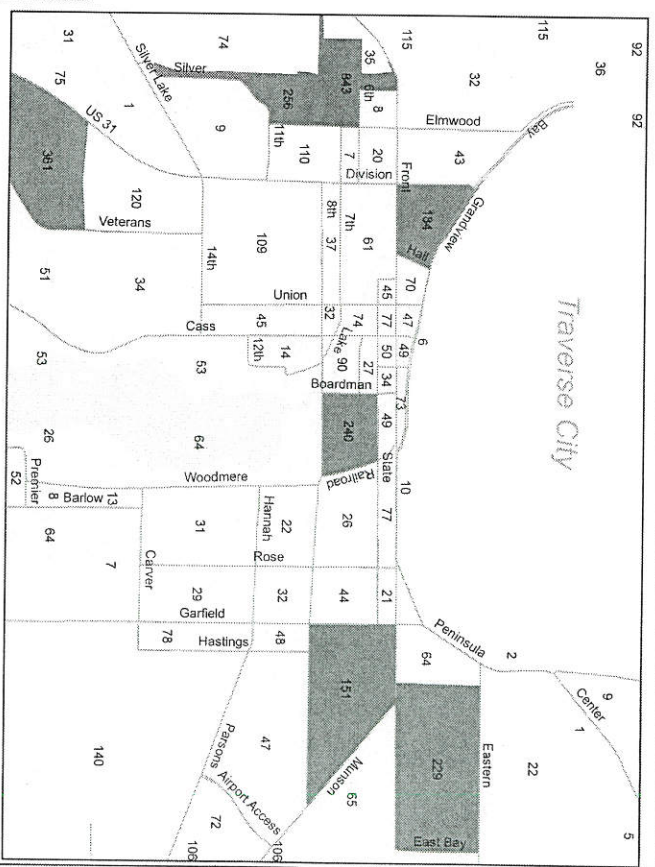 Traverse City
92
36
115
115
92
32
35
74
31
75
1
Silver Lake
Silver
843
6th
8
256
Elmwood
Bay
9
US 31
11th
110
7
20
Division
Front
43
Grandview
361
120
Veterans
8th
7th
184
Hall
109
37
61
14th
51
34
Union
70
45
Cass
45
32
74
77
47
6
12th
14
Lake
90
27
50
49
53
53
Boardman
34
73
240
49
26
64
State
10
Woodmere
Railroad
52
Premier
8
Barlow
13
31
Hannah
22
26
77
Rose
64
7
Carver
29
32
44
21
Garfield
Peninsula
78
Hastings
48
64
2
9
Center
1
151
47
Parsons
Munson
65
229
Eastern
22
140
Airport Access
72
106
106
East Bay
5